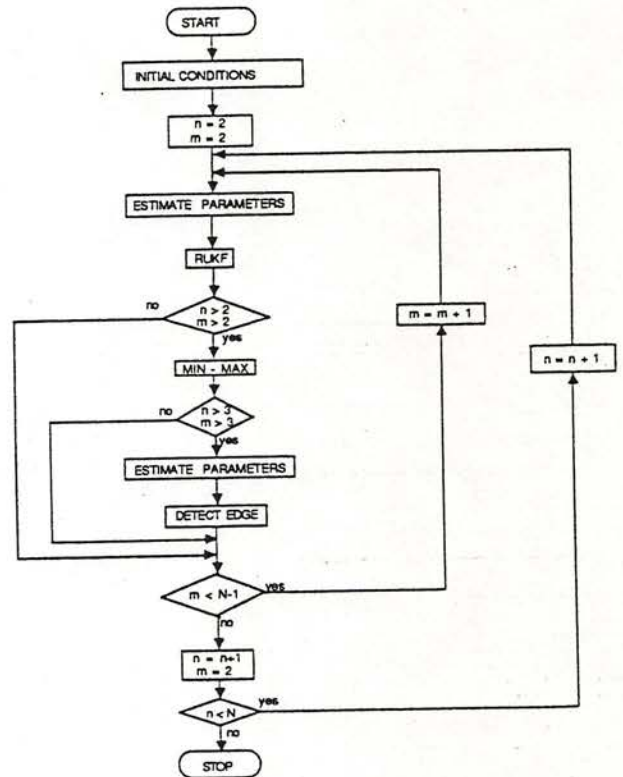 START
INITIAL CONDITIONS
n = 2
m = 2
ESTIMATE PARAMETERS
RUKF
no
n > 2
m > 2
yes
m = m + 1
n = n + 1
MIN - MAX
no
n > 3
m > 3
yes
ESTIMATE PARAMETERS
DETECT EDGE
m < N-1
yes
no
n = n+1
m = 2
n < N
yes
no
STOP